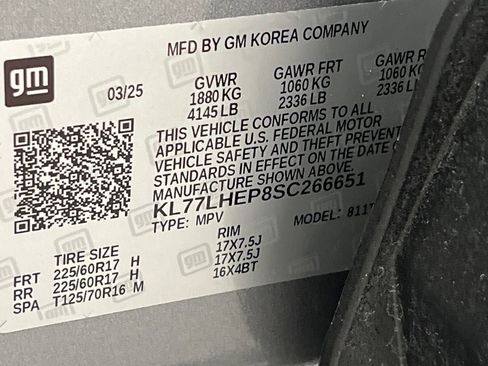 MFD BY GM KOREA COMPANY
gm
03/25
GVWR GAWR FRT GAWR R
1880 KG 1060 KG 1060 KG
4145 LB 2336 LB 2336 LB
THIS VEHICLE CONFORMS TO ALL
APPLICABLE U.S. FEDERAL MOTOR
VEHICLE SAFETY AND THEFT PREVENT
STANDARDS IN EFFECT ON THE DATE
MANUFACTURE SHOWN ABOVE.
KL77LHEP8SC266651
TYPE: MPV MODEL: 811T
TIRE SIZE RIM
FRT 225/60R17 H 17X7.5J
RR 225/60R17 H 17X7.5J
SPA T125/70R16 M 16X4BT